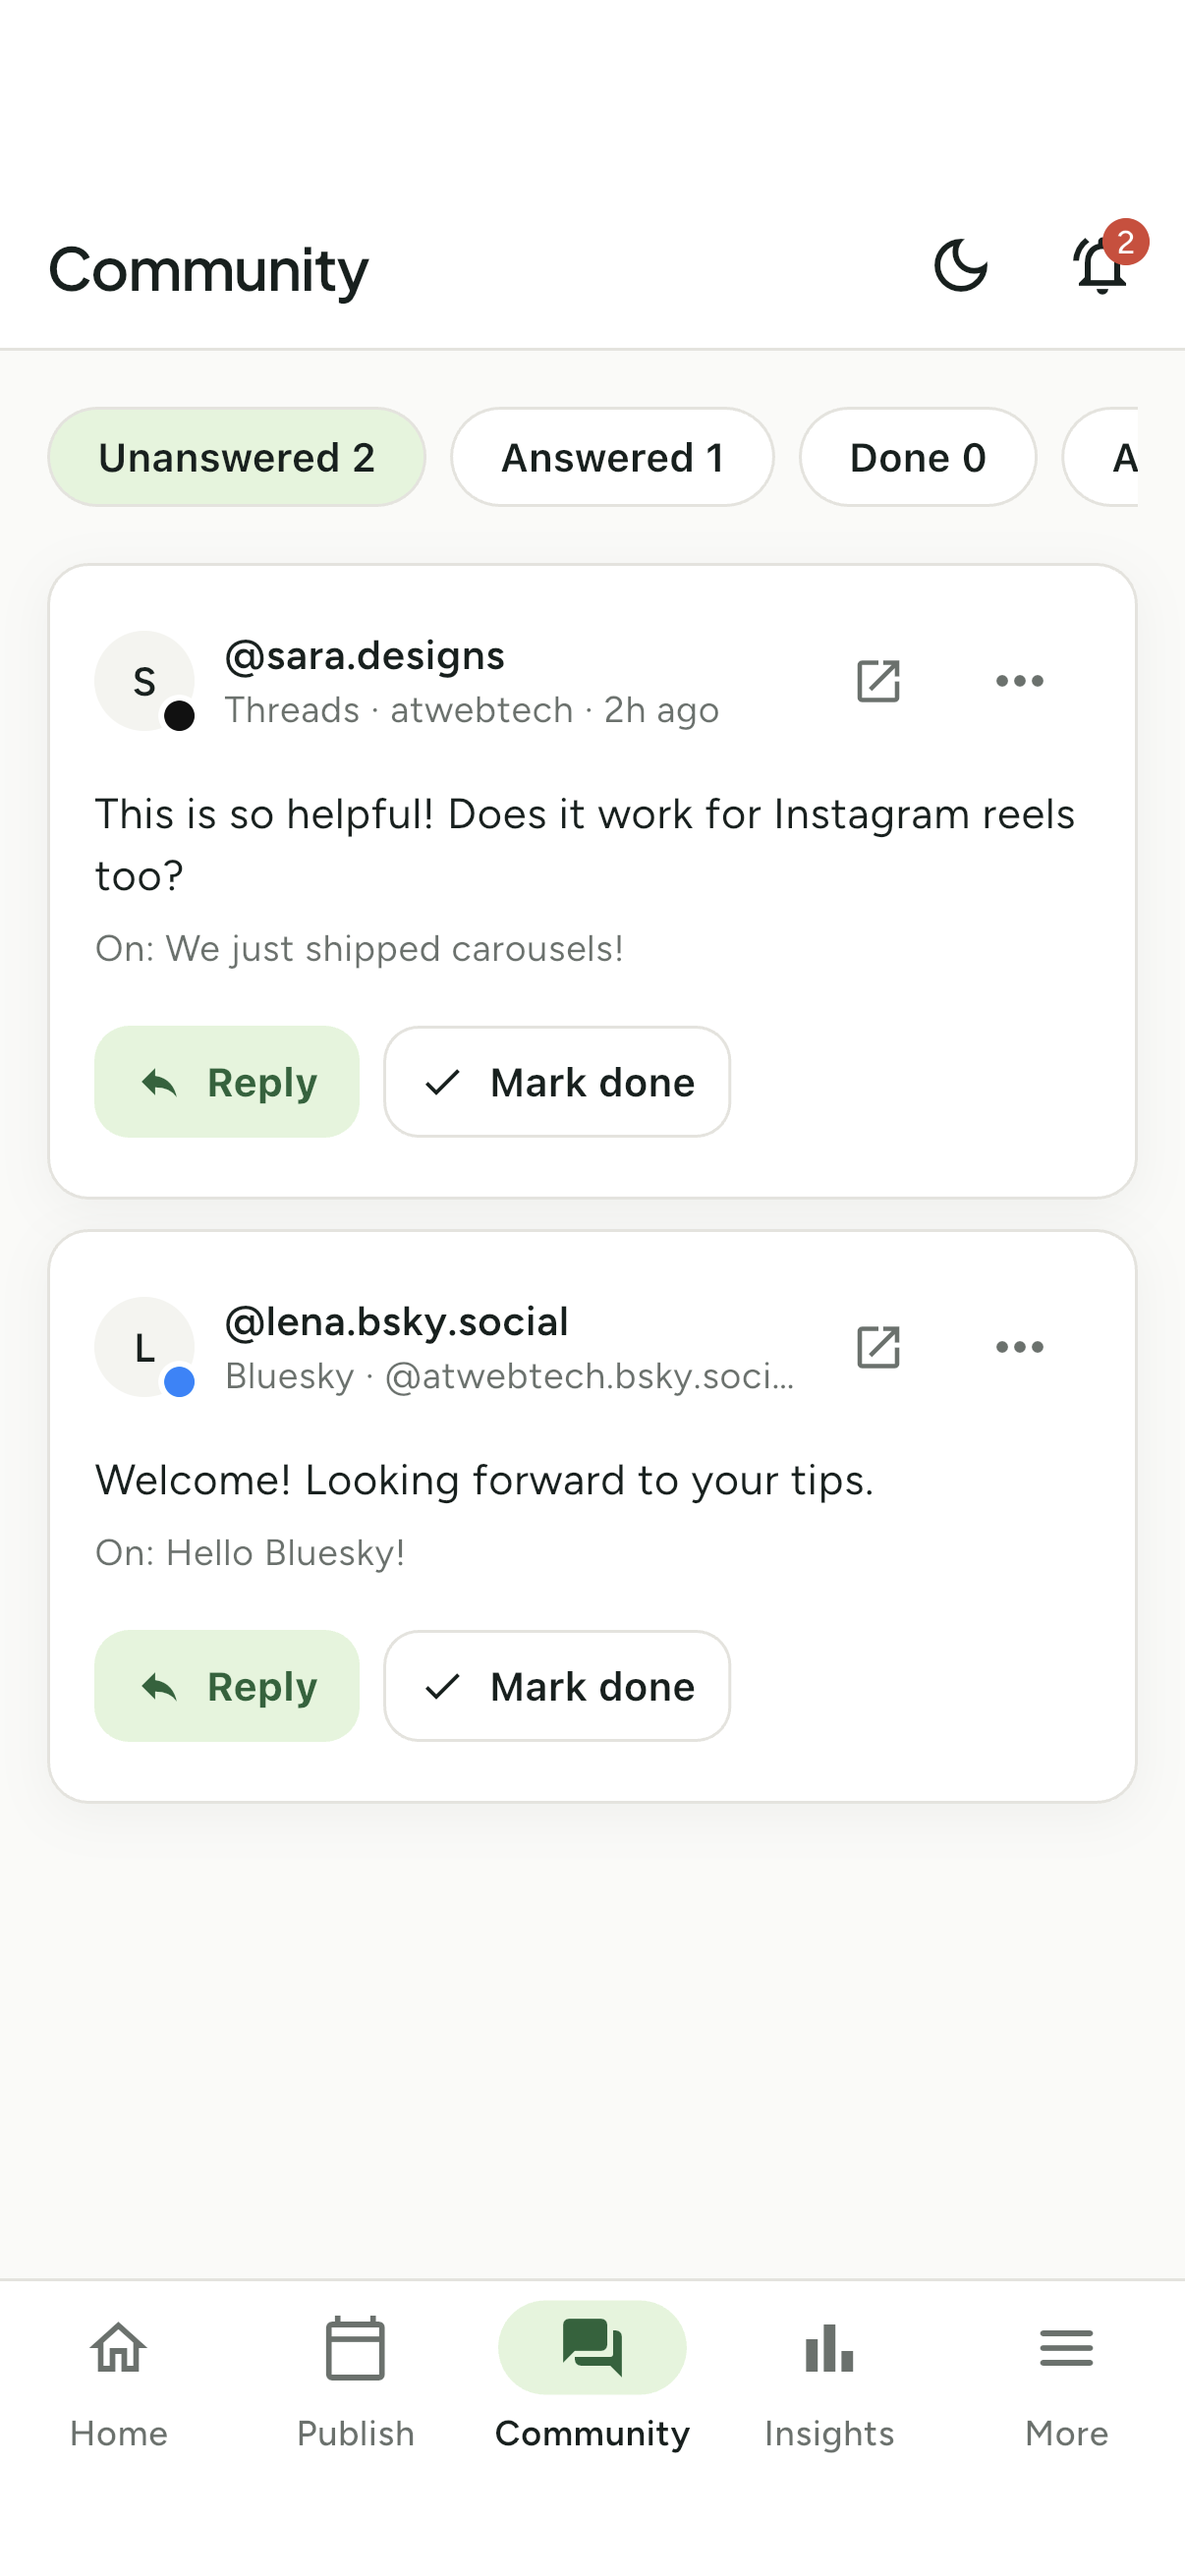 Community
2
Unanswered 2
Answered 1
Done 0
A
S
@sara.designs
Threads · atwebtech · 2h ago
This is so helpful! Does it work for Instagram reels
too?
On: We just shipped carousels!
Reply
Mark done
L
@lena.bsky.social
Bluesky · @atwebtech.bsky.soci...
Welcome! Looking forward to your tips.
On: Hello Bluesky!
Reply
Mark done
Home
Publish
Community
Insights
More